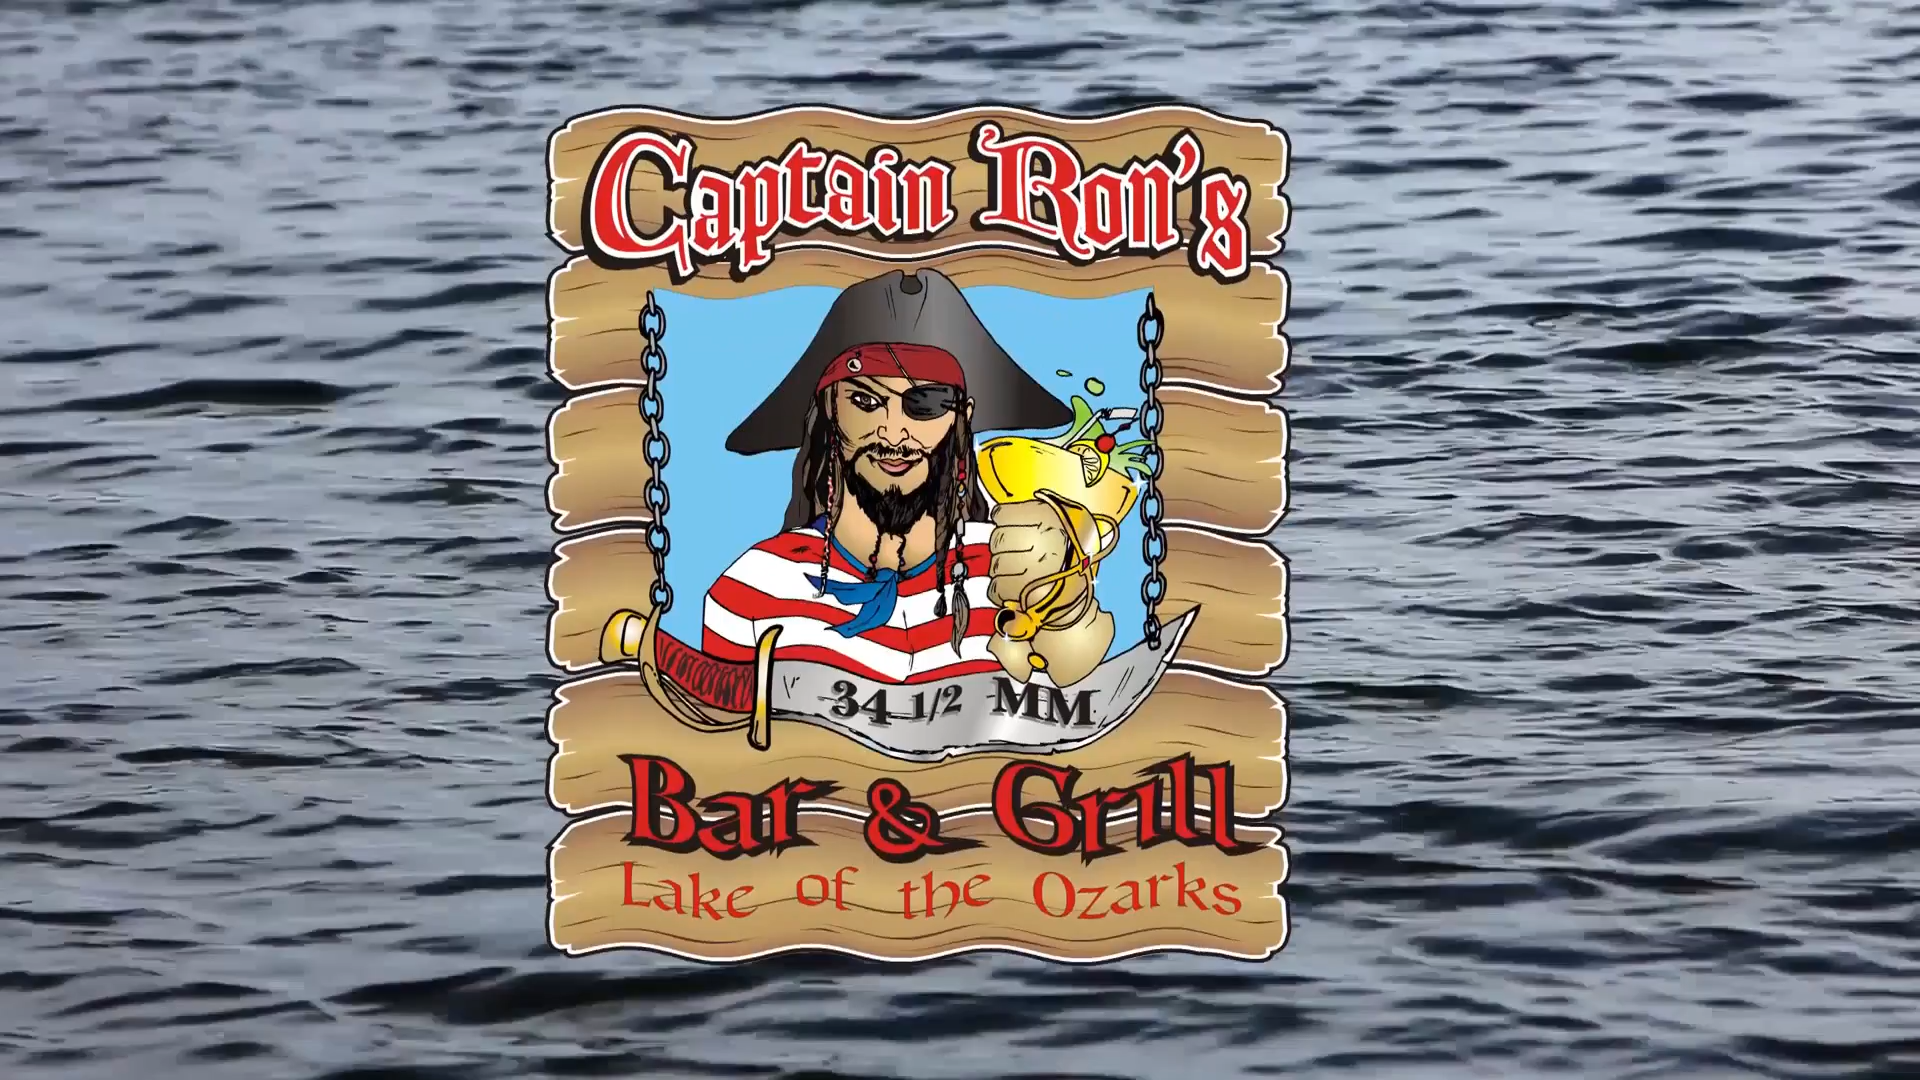 Captain Ron's
34 1/2 MM
Bar & Grill
Lake of the Ozarks